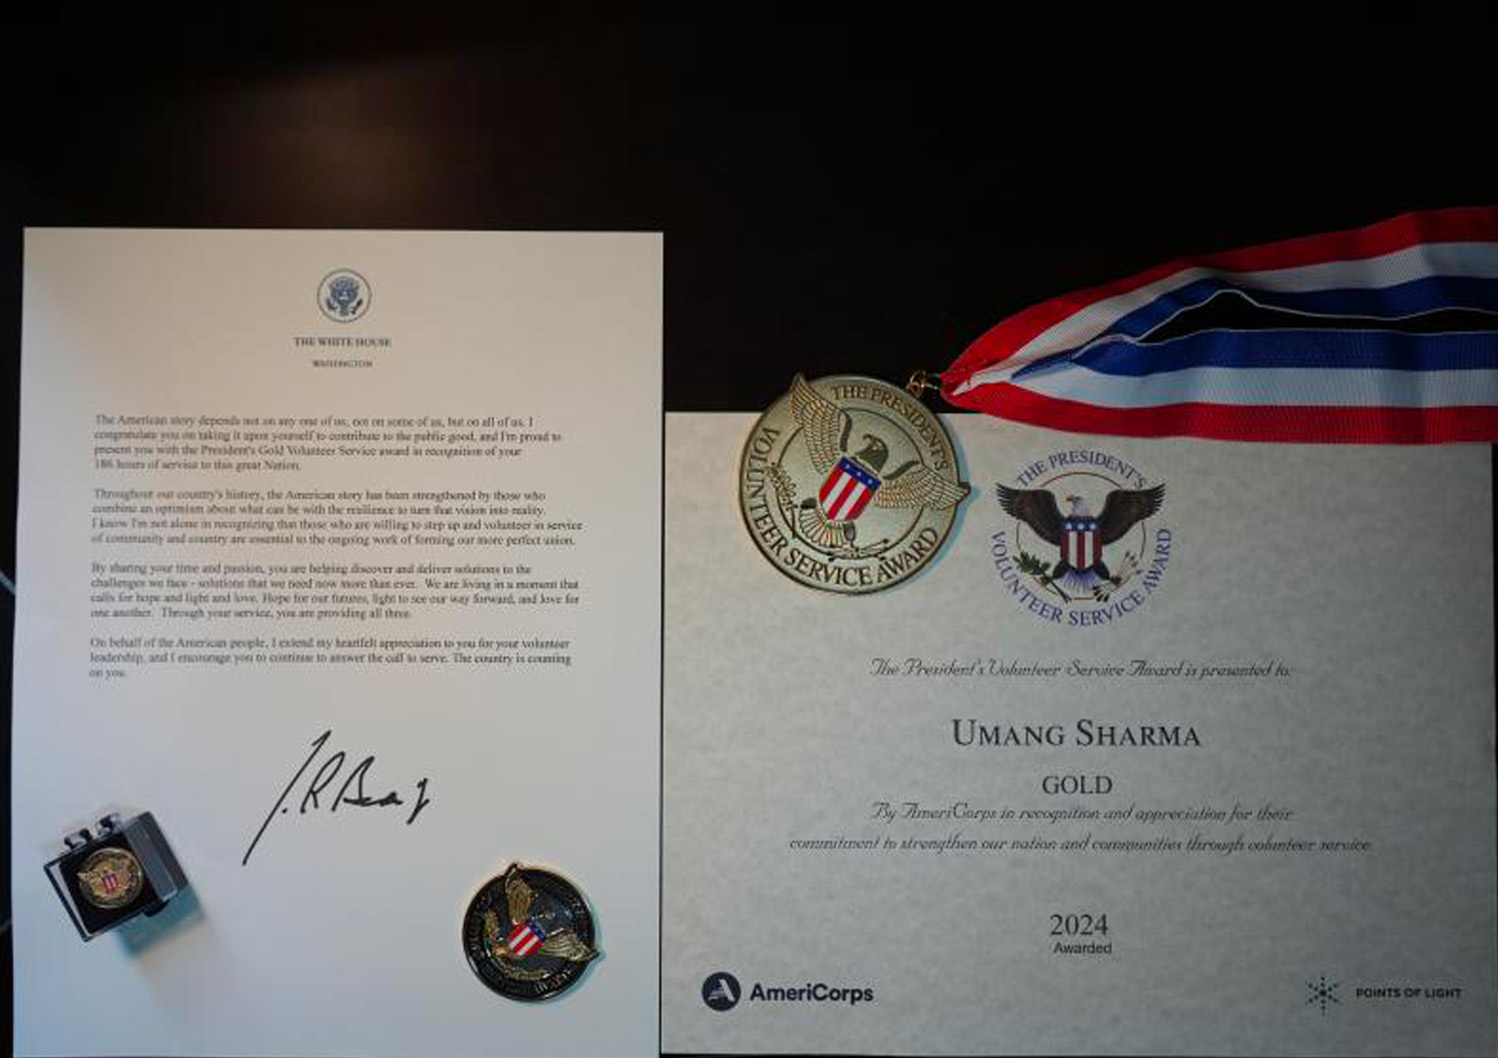 THE WHITE HOUSE
WASHINGTON
The American story depends not on any one of us, not on some of us, but on all of us. I
congratulate you on taking it upon yourself to contribute to the public good, and I'm proud to
present you with the President's Gold Volunteer Service award in recognition of your
186 hours of service to this great Nation.
Throughout our country's history, the American story has been strengthened by those who
combine an optimism about what can be with the resilience to turn that vision into reality.
I know I'm not alone in recognizing that those who are willing to step up and volunteer in service
of community and country are essential to the ongoing work of forming our more perfect union.
By sharing your time and passion, you are helping discover and deliver solutions to the
challenges we face - solutions that we need now more than ever. We are living in a moment that
calls for hope and light and love. Hope for our futures, light to see our way forward, and love for
one another. Through your service, you are providing all three.
On behalf of the American people, I extend my heartfelt appreciation to you for your volunteer
leadership, and I encourage you to continue to answer the call to serve. The country is counting
on you.
THE PRESIDENT'S
VOLUNTEER SERVICE AWARD
THE PRESIDENT'S
VOLUNTEER SERVICE AWARD
The President's Volunteer Service Award is presented to:
UMANG SHARMA
GOLD
By AmeriCorps in recognition and appreciation for their
commitment to strengthen our nation and communities through volunteer service
2024
Awarded
AmeriCorps
POINTS OF LIGHT